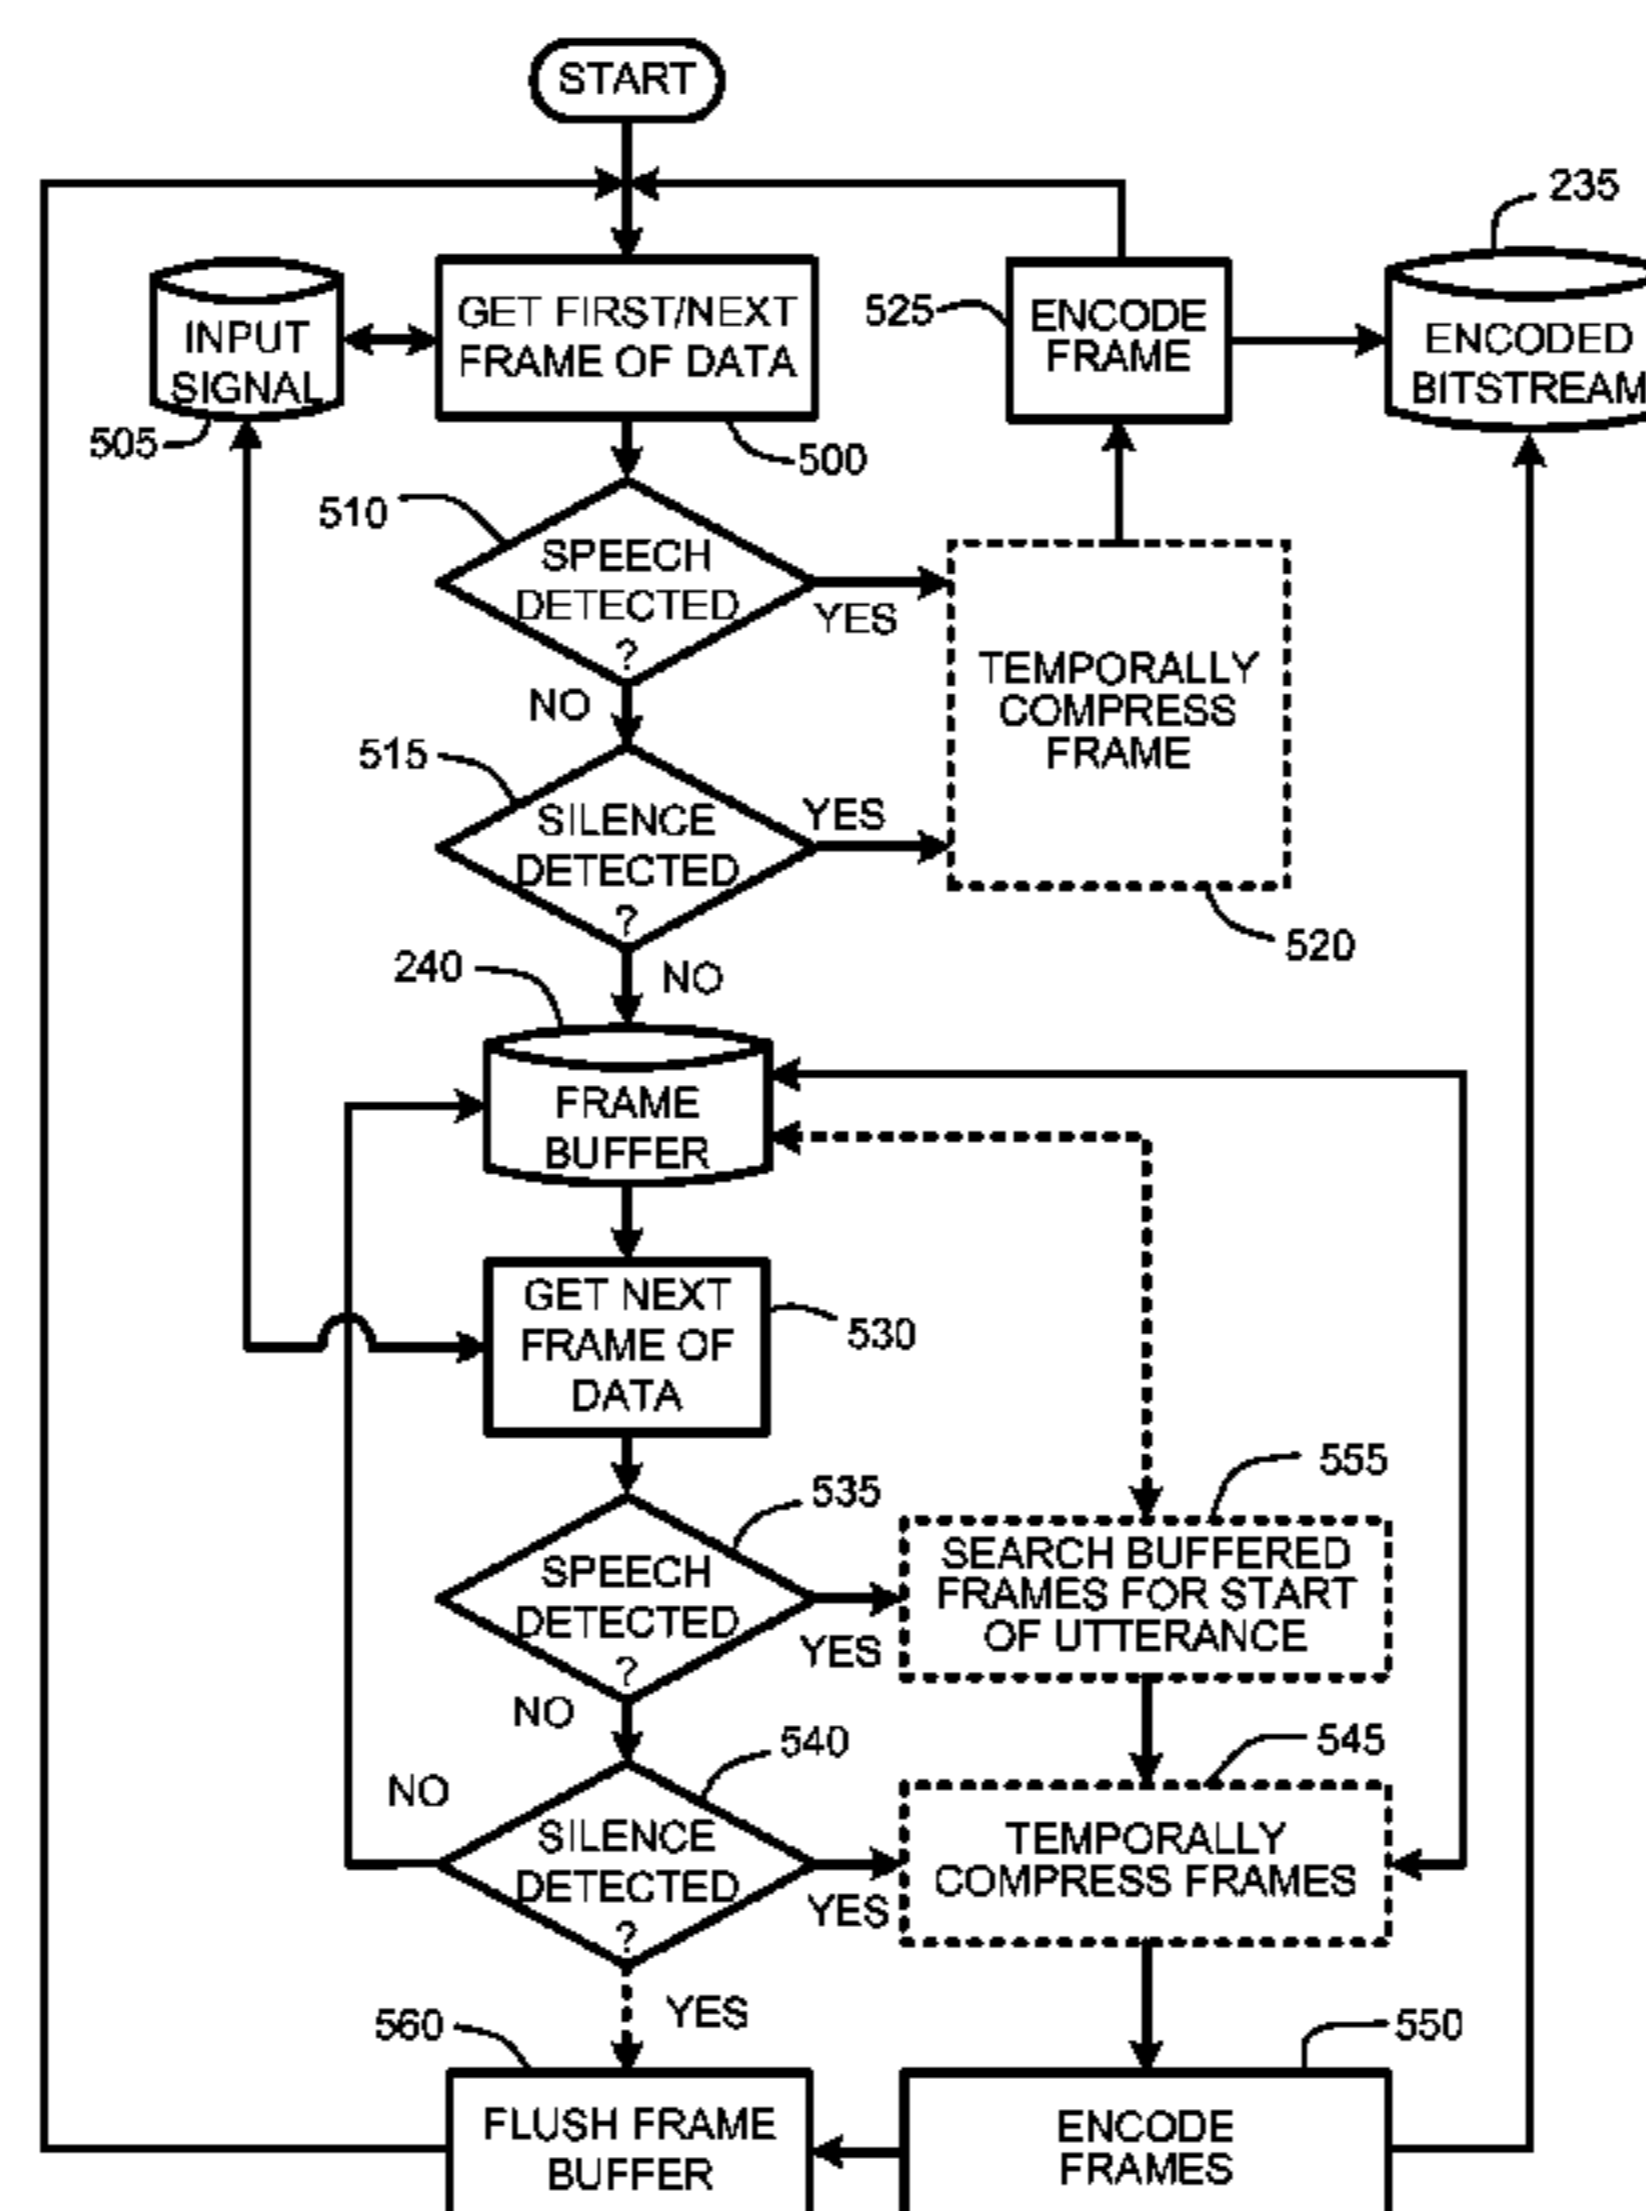 START
235
INPUT
SIGNAL
505
GET FIRST/NEXT
FRAME OF DATA
500
525
ENCODE
FRAME
ENCODED
BITSTREAM
510
SPEECH
DETECTED
?
YES
NO
TEMPORALLY
COMPRESS
FRAME
520
515
SILENCE
DETECTED
?
YES
NO
240
FRAME
BUFFER
GET NEXT
FRAME OF
DATA
530
535
SPEECH
DETECTED
?
YES
NO
555
SEARCH BUFFERED
FRAMES FOR START
OF UTTERANCE
540
SILENCE
DETECTED
?
NO
YES
YES
545
TEMPORALLY
COMPRESS FRAMES
560
FLUSH FRAME
BUFFER
550
ENCODE
FRAMES